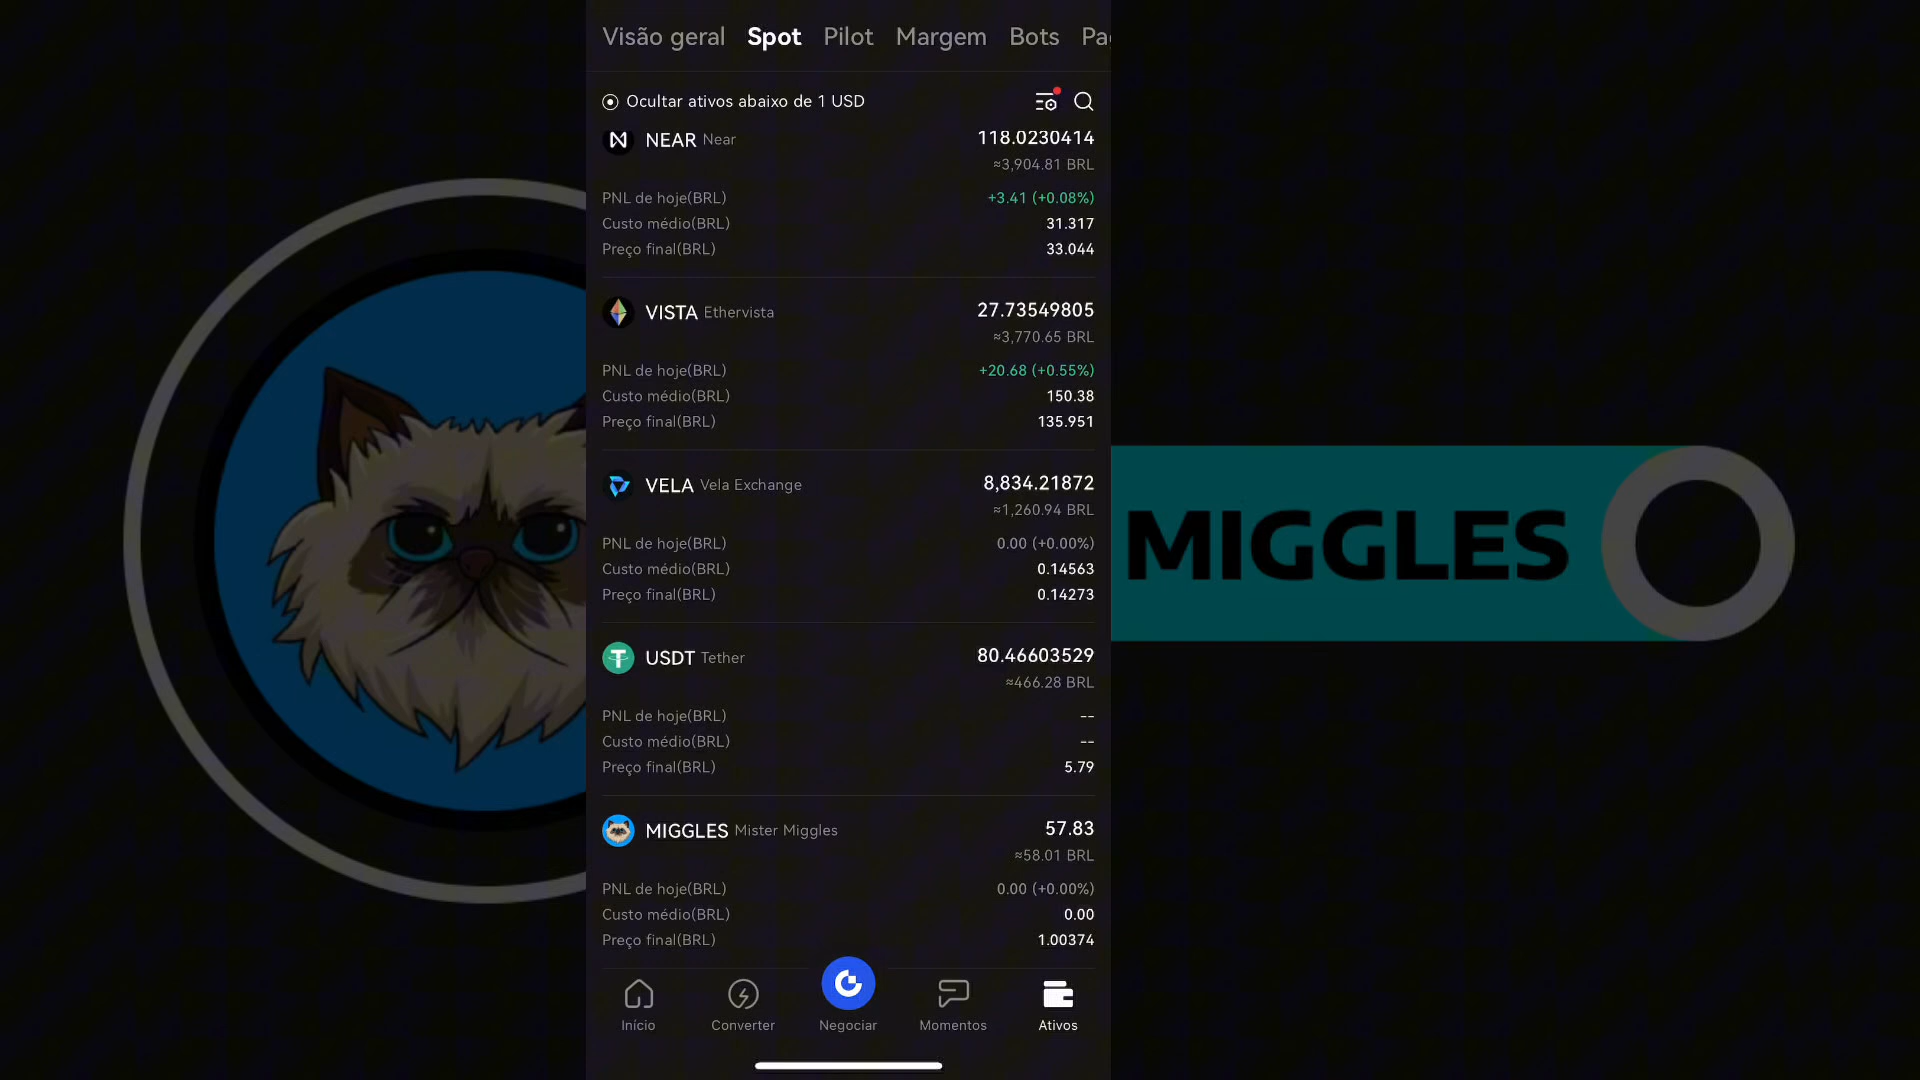 Visão geral Spot Pilot Margem Bots Pag
Ocultar ativos abaixo de 1 USD
NEAR Near 118.0230414
≈3,904.81 BRL
PNL de hoje(BRL) +3.41 (+0.08%)
Custo médio(BRL) 31.317
Preço final(BRL) 33.044
VISTA Ethervista 27.73549805
≈3,770.65 BRL
PNL de hoje(BRL) +20.68 (+0.55%)
Custo médio(BRL) 150.38
Preço final(BRL) 135.951
VELA Vela Exchange 8,834.21872
≈1,260.94 BRL
PNL de hoje(BRL) 0.00 (+0.00%)
Custo médio(BRL) 0.14563
Preço final(BRL) 0.14273
USDT Tether 80.46603529
≈466.28 BRL
PNL de hoje(BRL) --
Custo médio(BRL) --
Preço final(BRL) 5.79
MIGGLES Mister Miggles 57.83
≈58.01 BRL
PNL de hoje(BRL) 0.00 (+0.00%)
Custo médio(BRL) 0.00
Preço final(BRL) 1.00374
Início Converter Negociar Momentos Ativos
MIGGLES